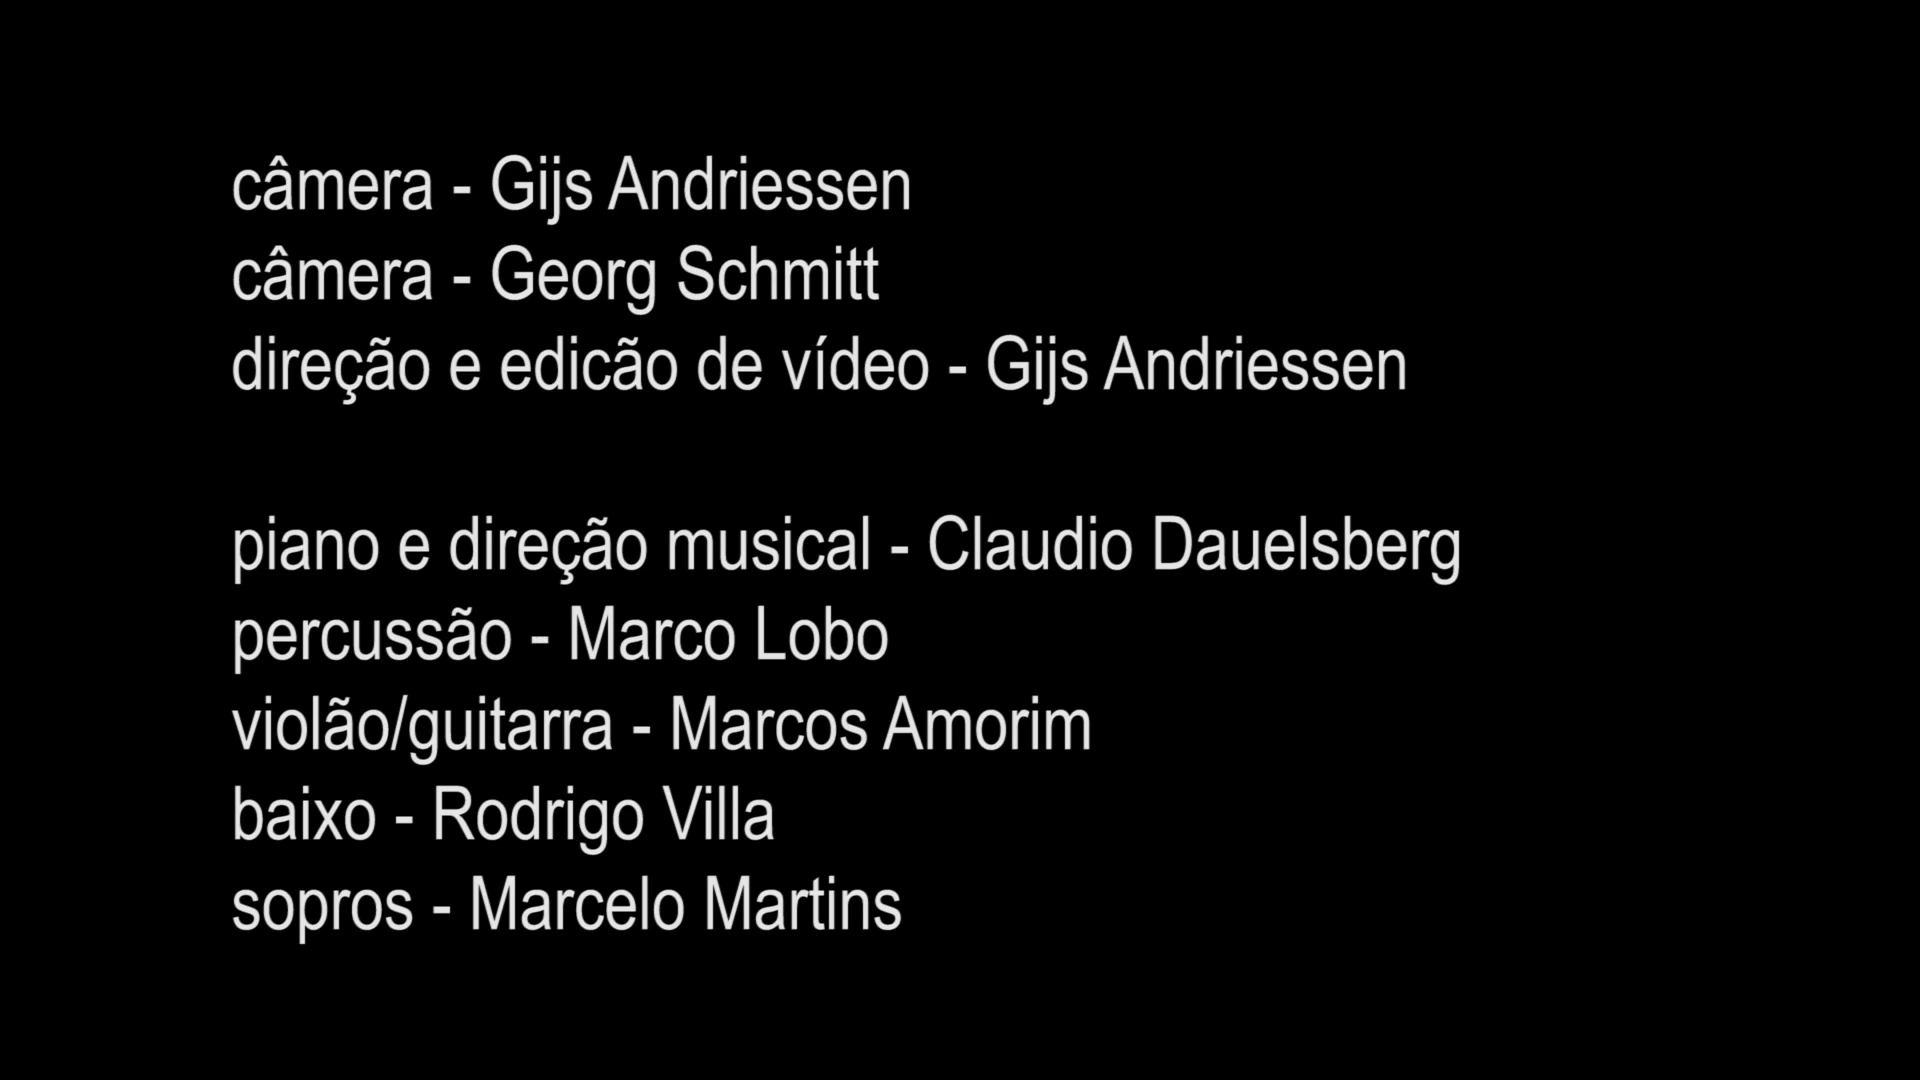 câmera - Gijs Andriessen
câmera - Georg Schmitt
direção e edicão de vídeo - Gijs Andriessen
piano e direção musical - Claudio Dauelsberg
percussão - Marco Lobo
violão/guitarra - Marcos Amorim
baixo - Rodrigo Villa
sopros - Marcelo Martins